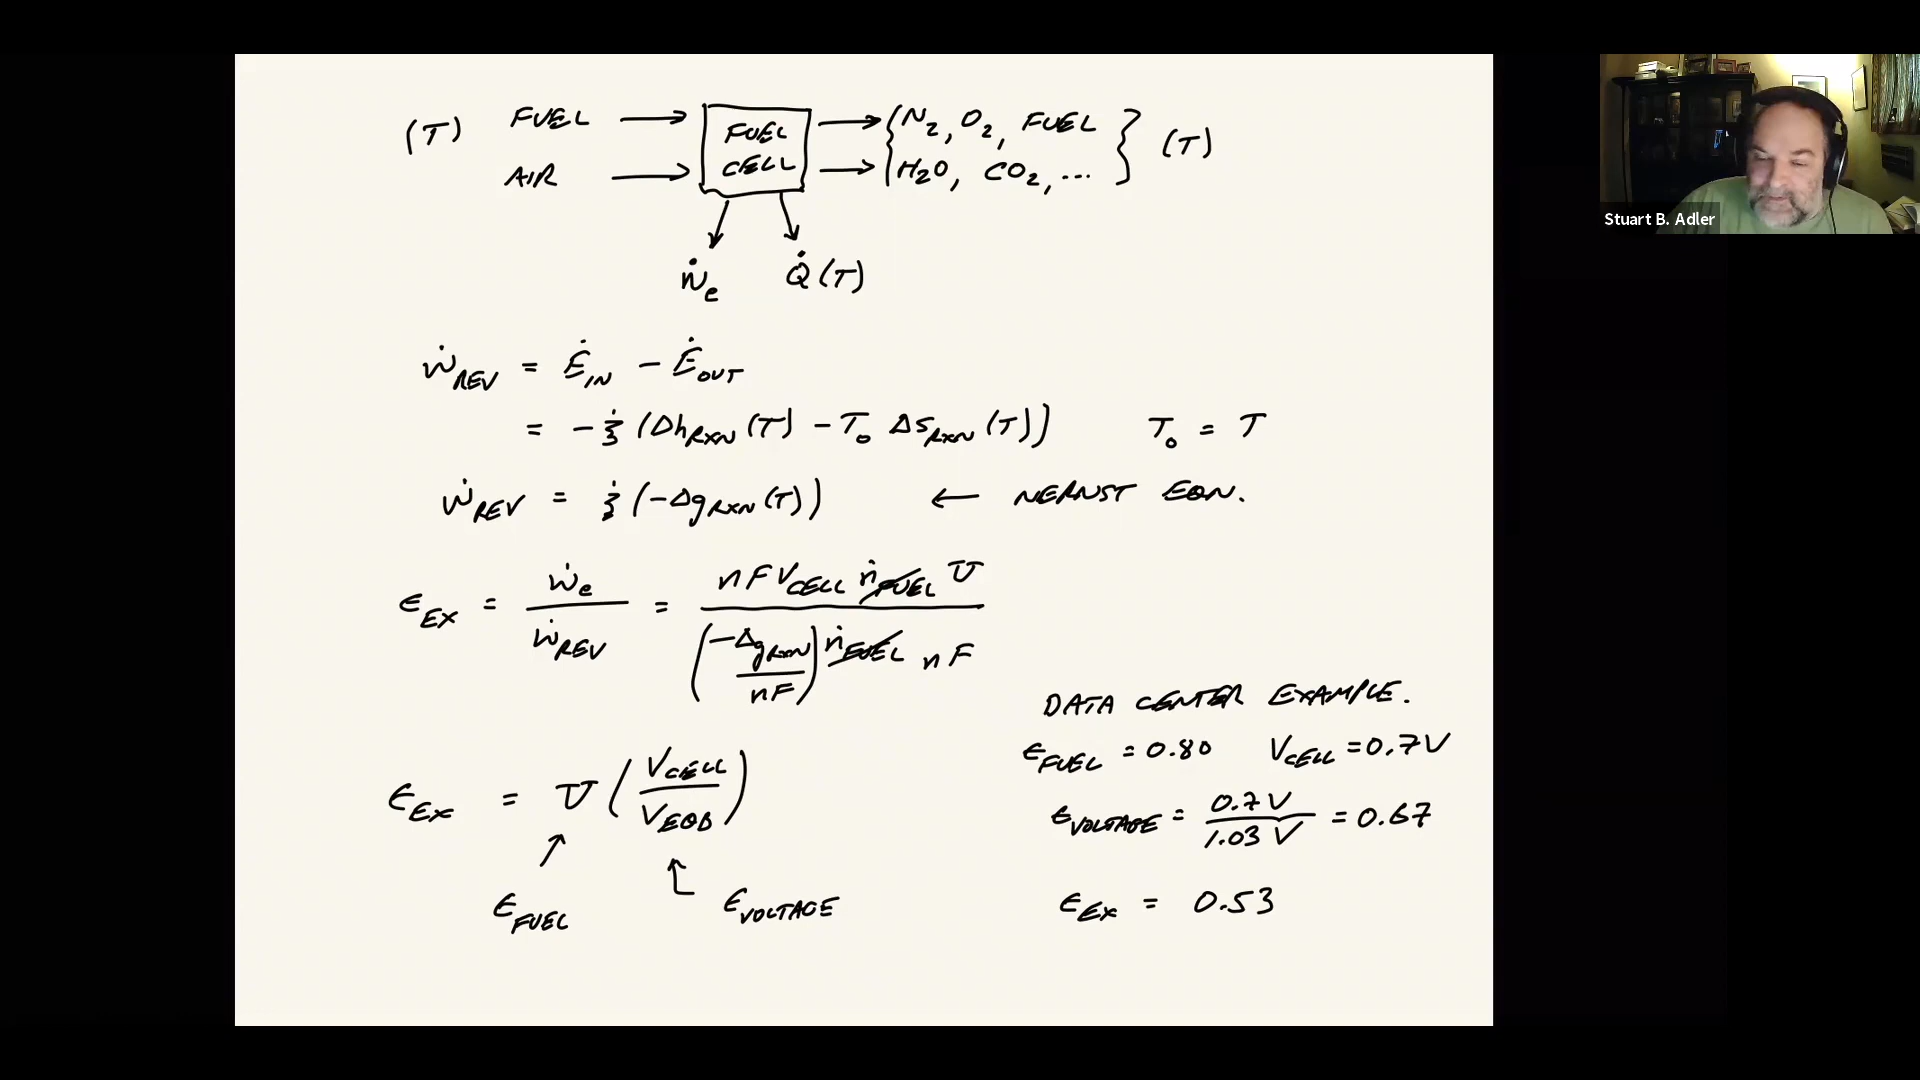 (T) FUEL → FUEL CELL → {N₂, O₂, FUEL
AIR → → H₂O, CO₂, ...} (T)
Ẇe Q̇(T)
ẆREV = ĖIN − ĖOUT
= −ξ̇ (ΔhRXN(T) − T₀ ΔsRXN(T)) T₀ = T
ẆREV = ξ̇ (−ΔgRXN(T)) ← NERNST EQN.
ϵEX = Ẇe / ẆREV = nFVCELL ṅFUEL U / (−ΔgRXN / nF) ṅFUEL nF
ϵEX = U (VCELL / VEQB)
ϵFUEL
ϵVOLTAGE
DATA CENTER EXAMPLE.
ϵFUEL = 0.80 VCELL = 0.7V
ϵVOLTAGE = 0.7 V / 1.03 V = 0.67
ϵEX = 0.53
Stuart B. Adler